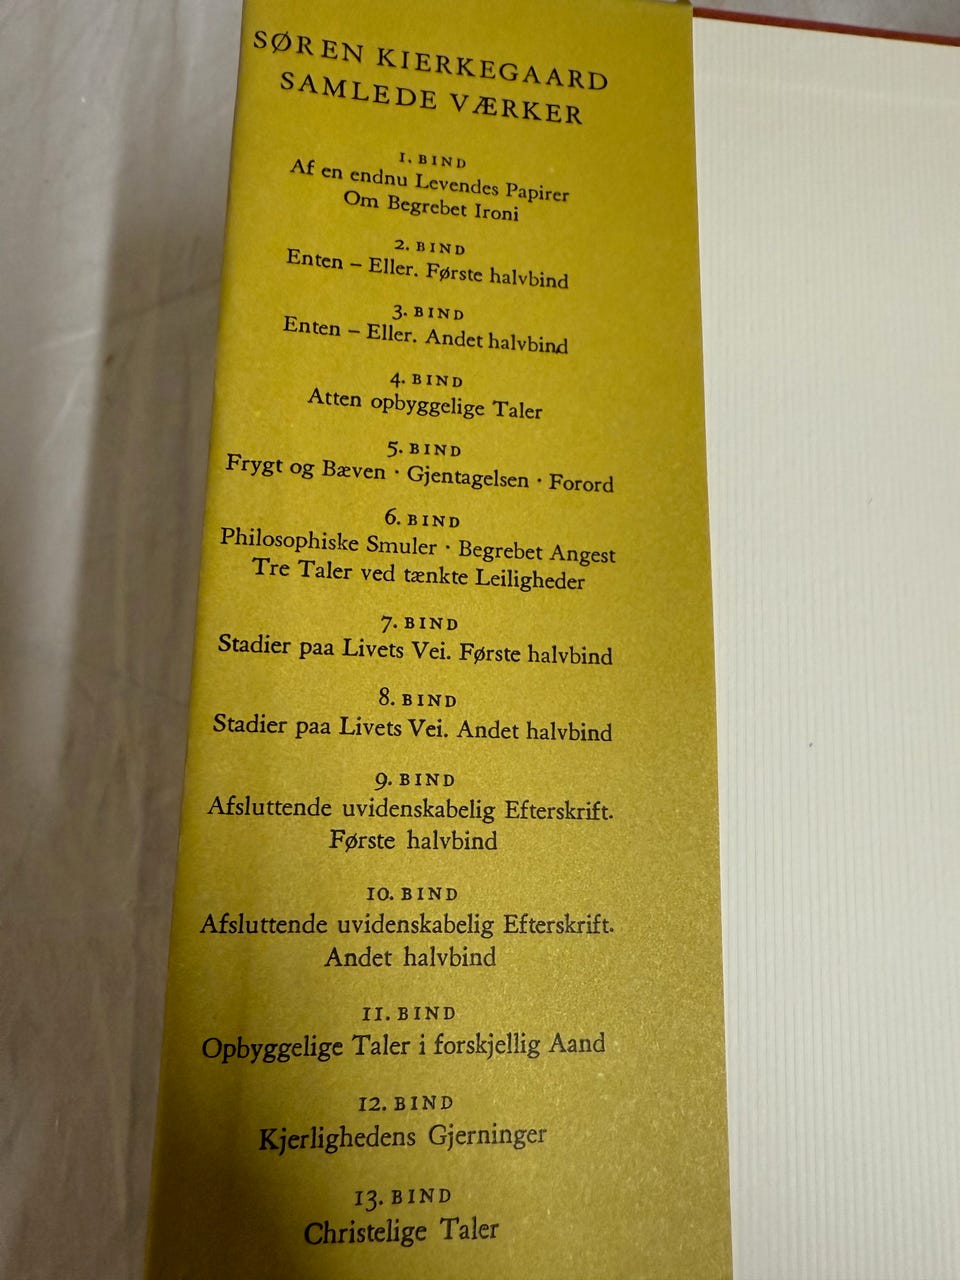 SØREN KIERKEGAARD
SAMLEDE VÆRKER
1. BIND
Af en endnu Levendes Papirer
Om Begrebet Ironi
2. BIND
Enten – Eller. Første halvbind
3. BIND
Enten – Eller. Andet halvbind
4. BIND
Atten opbyggelige Taler
5. BIND
Frygt og Bæven · Gjentagelsen · Forord
6. BIND
Philosophiske Smuler · Begrebet Angest
Tre Taler ved tænkte Leiligheder
7. BIND
Stadier paa Livets Vei. Første halvbind
8. BIND
Stadier paa Livets Vei. Andet halvbind
9. BIND
Afsluttende uvidenskabelig Efterskrift.
Første halvbind
10. BIND
Afsluttende uvidenskabelig Efterskrift.
Andet halvbind
11. BIND
Opbyggelige Taler i forskjellig Aand
12. BIND
Kjerlighedens Gjerninger
13. BIND
Christelige Taler